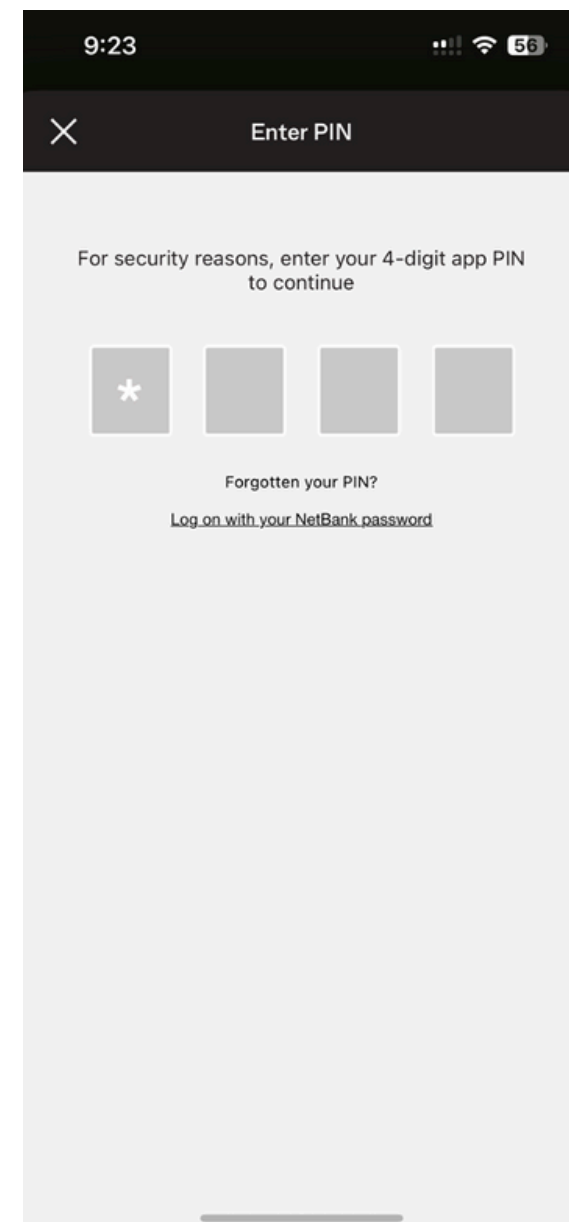 9:23
56
Enter PIN
For security reasons, enter your 4-digit app PIN
to continue
*
Forgotten your PIN?
Log on with your NetBank password